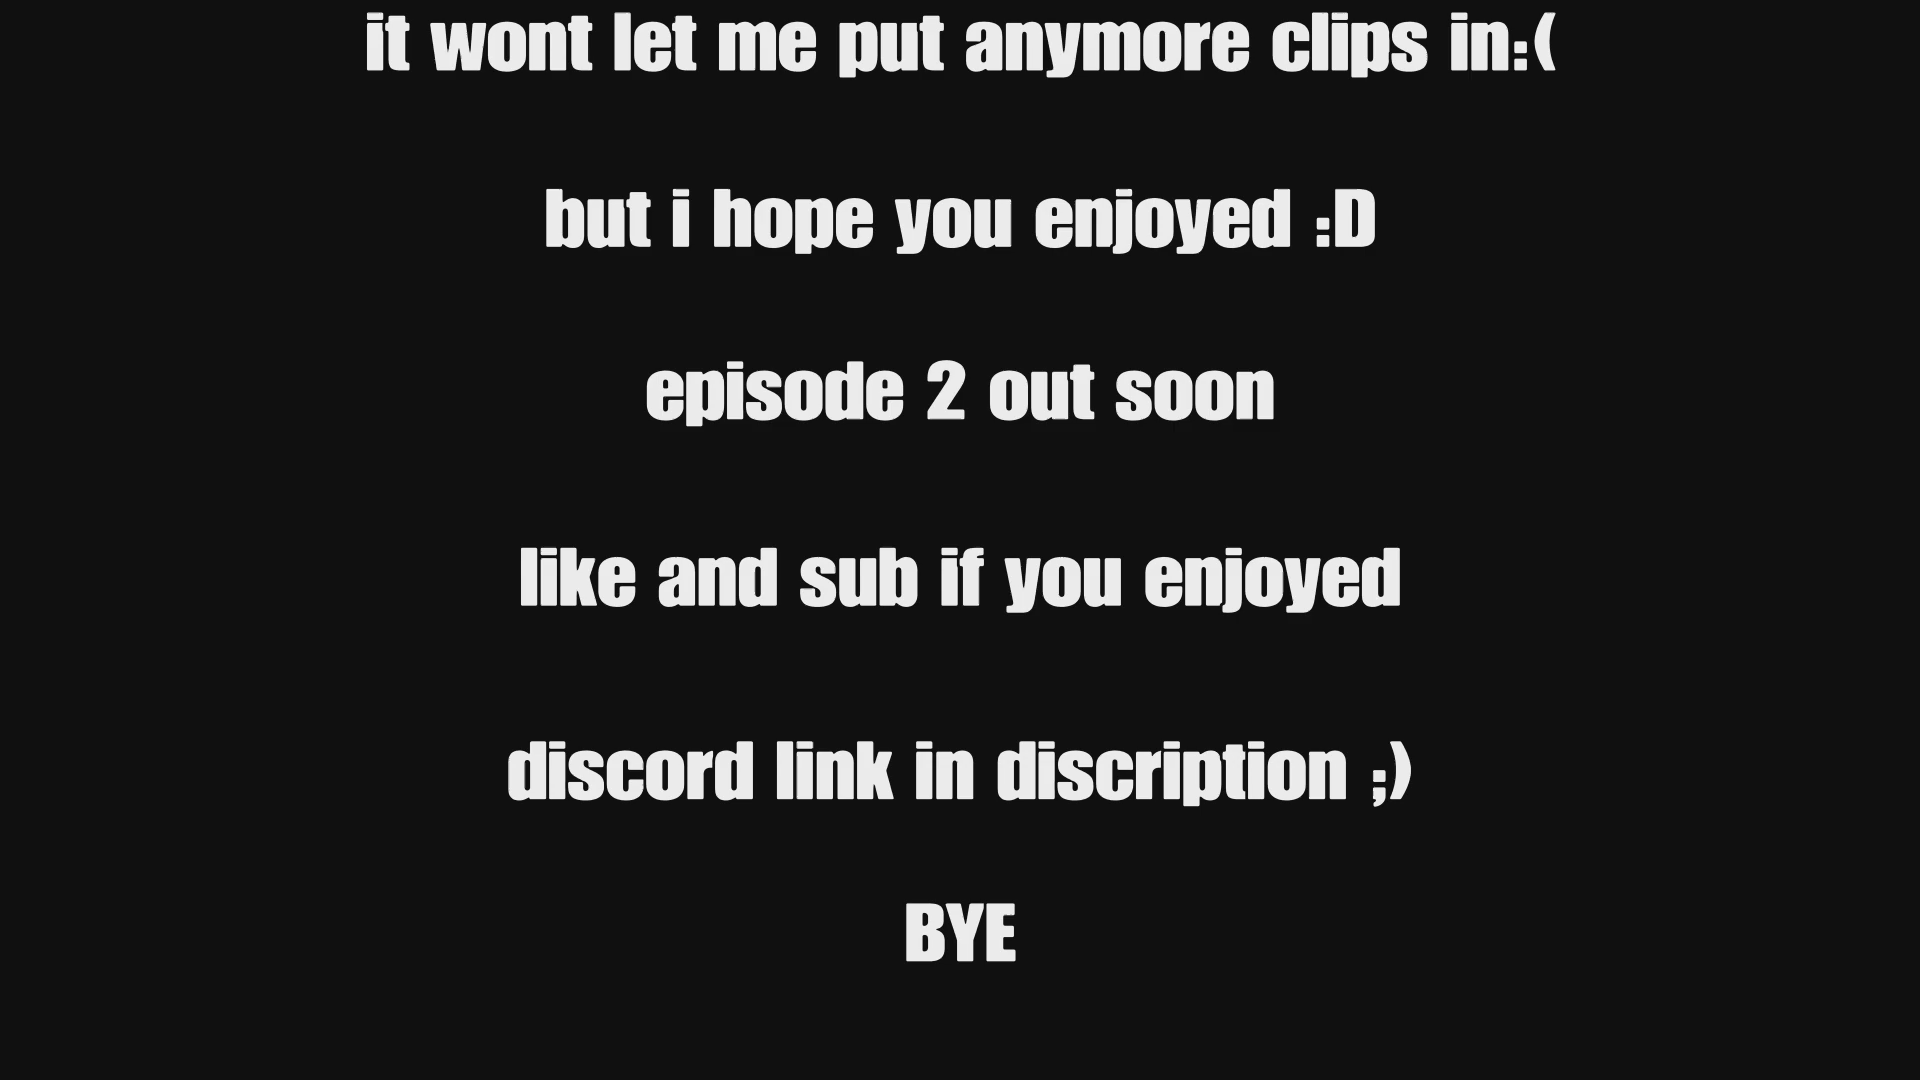 it wont let me put anymore clips in:(
but i hope you enjoyed :D
episode 2 out soon
like and sub if you enjoyed
discord link in discription ;)
BYE